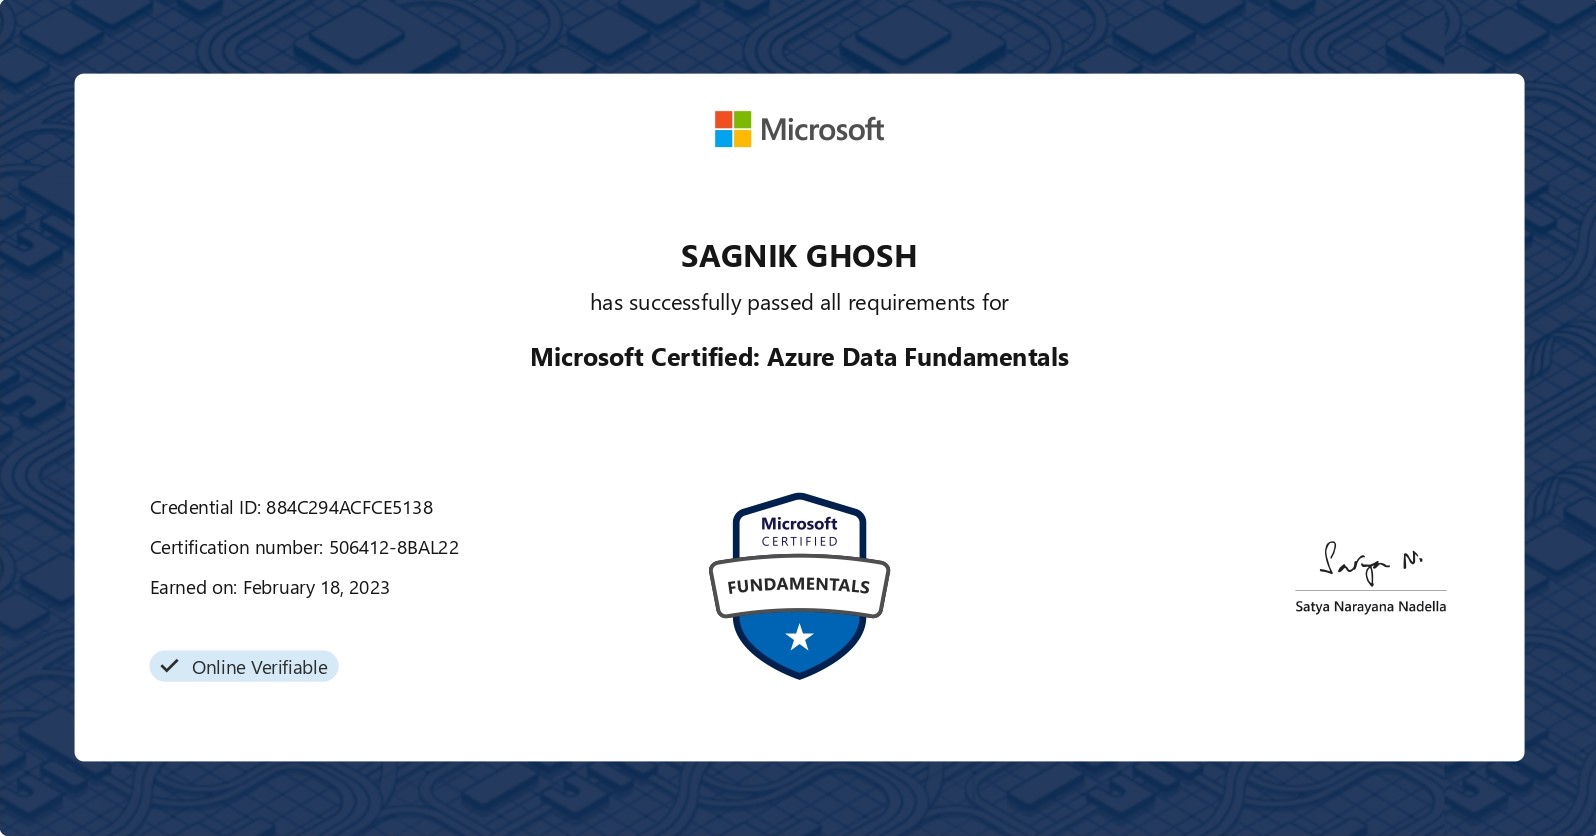 Microsoft
SAGNIK GHOSH
has successfully passed all requirements for
Microsoft Certified: Azure Data Fundamentals
Credential ID: 884C294ACFCE5138
Certification number: 506412-8BAL22
Earned on: February 18, 2023
Online Verifiable
Microsoft
CERTIFIED
FUNDAMENTALS
Satya N.
Satya Narayana Nadella